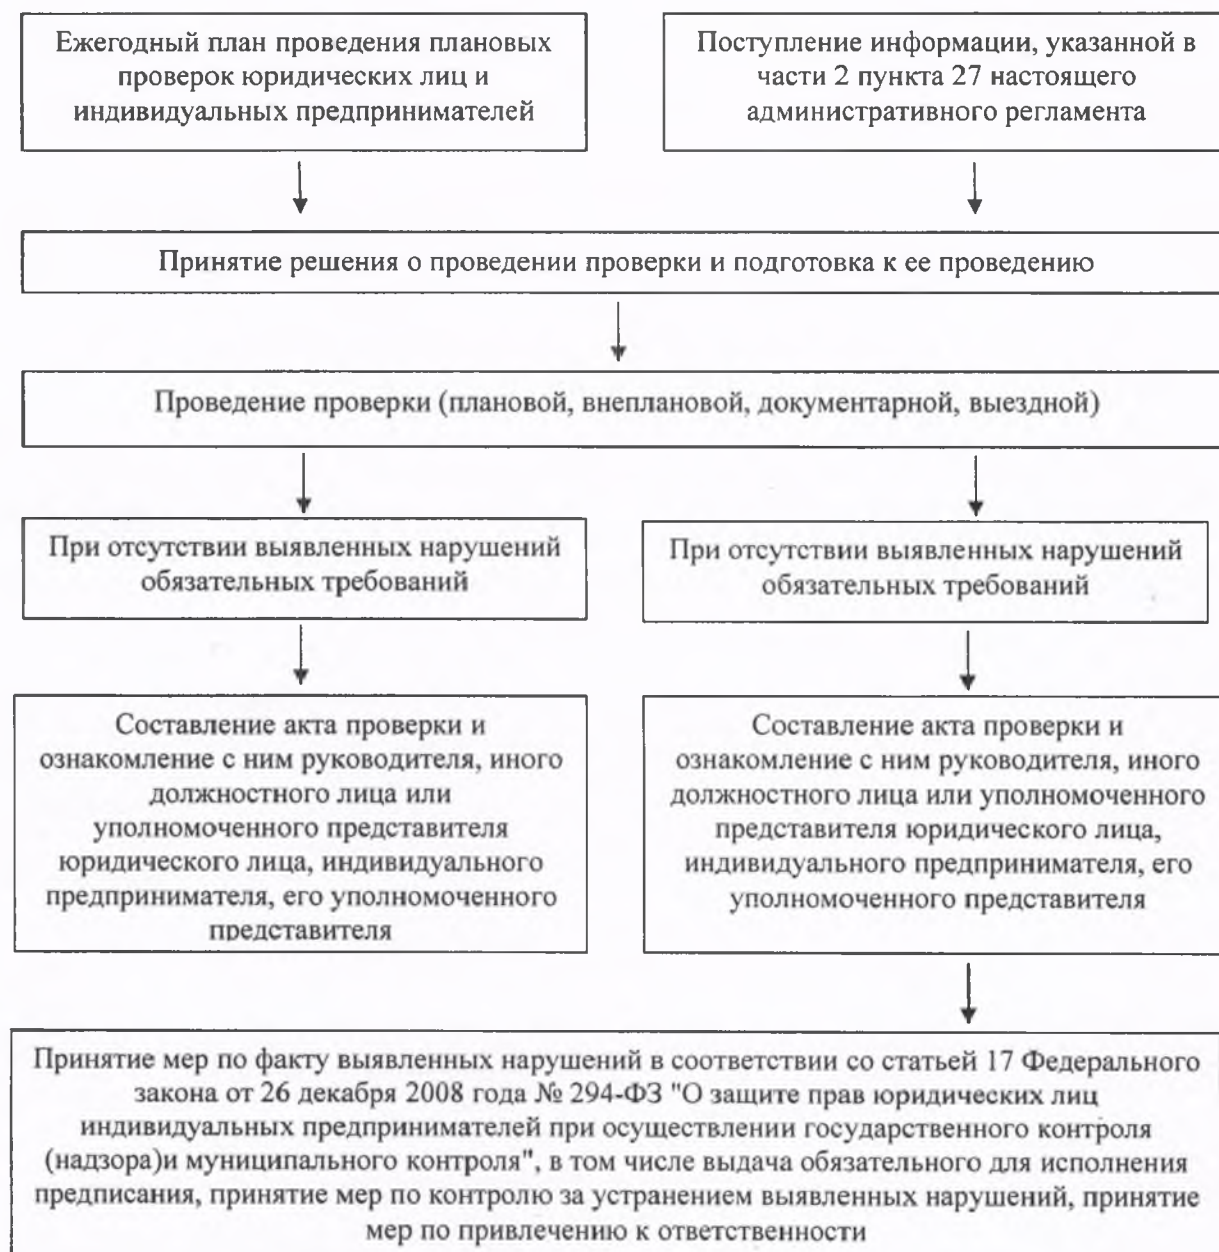 Ежегодный план проведения плановых
проверок юридических лиц и
индивидуальных предпринимателей
Поступление информации, указанной в
части 2 пункта 27 настоящего
административного регламента
Принятие решения о проведении проверки и подготовка к ее проведению
Проведение проверки (плановой, внеплановой, документарной, выездной)
При отсутствии выявленных нарушений
обязательных требований
При отсутствии выявленных нарушений
обязательных требований
Составление акта проверки и
ознакомление с ним руководителя, иного
должностного лица или
уполномоченного представителя
юридического лица, индивидуального
предпринимателя, его уполномоченного
представителя
Составление акта проверки и
ознакомление с ним руководителя, иного
должностного лица или уполномоченного
представителя юридического лица,
индивидуального предпринимателя, его
уполномоченного представителя
Принятие мер по факту выявленных нарушений в соответствии со статьей 17 Федерального
закона от 26 декабря 2008 года № 294-ФЗ "О защите прав юридических лиц
индивидуальных предпринимателей при осуществлении государственного контроля
(надзора)и муниципального контроля", в том числе выдача обязательного для исполнения
предписания, принятие мер по контролю за устранением выявленных нарушений, принятие
мер по привлечению к ответственности